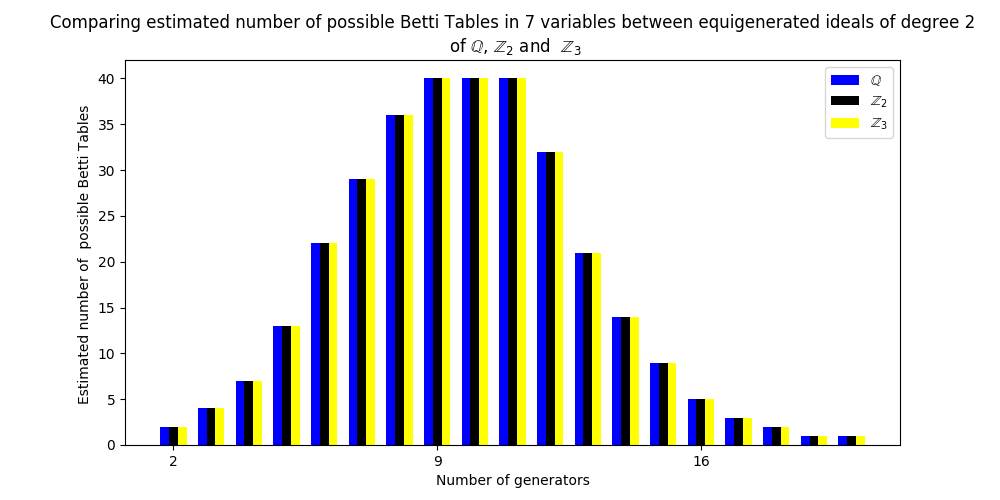 Comparing estimated number of possible Betti Tables in 7 variables between equigenerated ideals of degree 2
of ℚ, ℤ₂ and ℤ₃
40
35
30
25
20
15
10
5
0
Estimated number of possible Betti Tables
ℚ
ℤ₂
ℤ₃
2 9 16
Number of generators